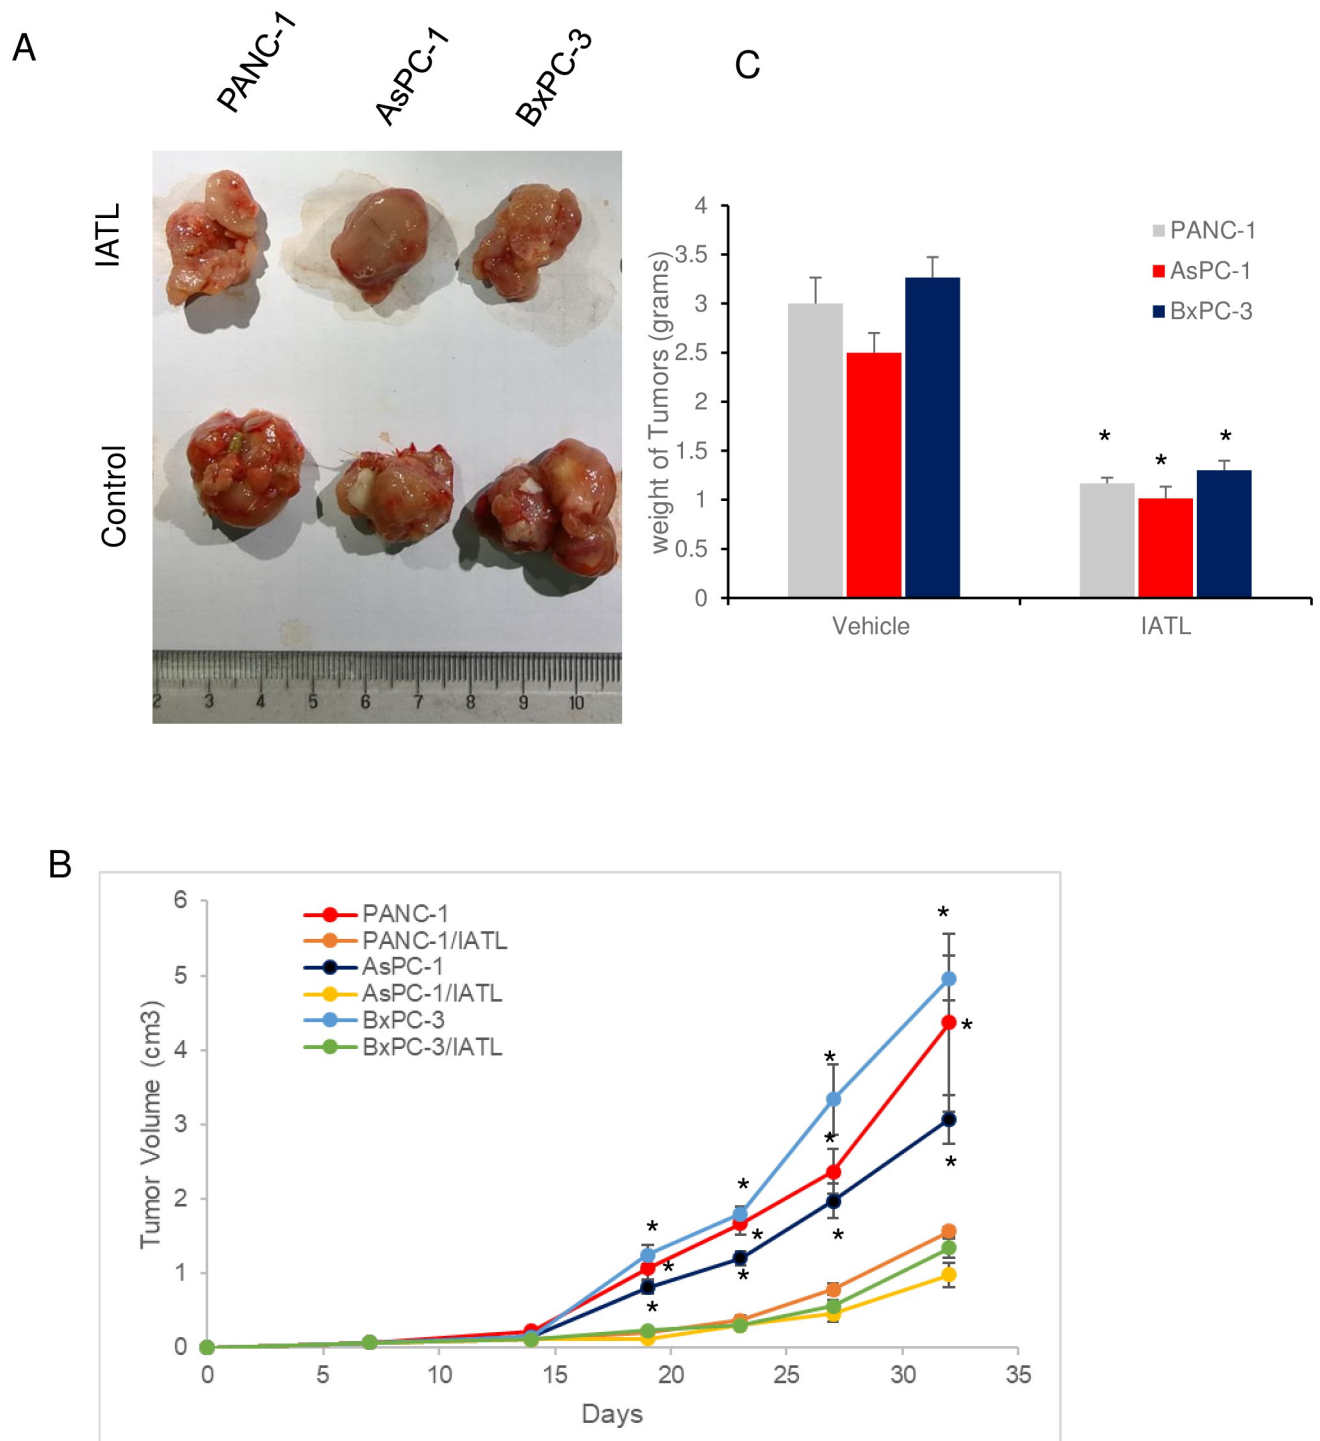 A
PANC-1
AsPC-1
BxPC-3
IATL
Control
2 3 4 5 6 7 8 9 10
C
weight of Tumors (grams)
4
3.5
3
2.5
2
1.5
1
0.5
0
PANC-1
AsPC-1
BxPC-3
* * *
Vehicle IATL
B
Tumor Volume (cm3)
6
5
4
3
2
1
0
PANC-1
PANC-1/IATL
AsPC-1
AsPC-1/IATL
BxPC-3
BxPC-3/IATL
* * * * * * * * * * * *
0 5 10 15 20 25 30 35
Days